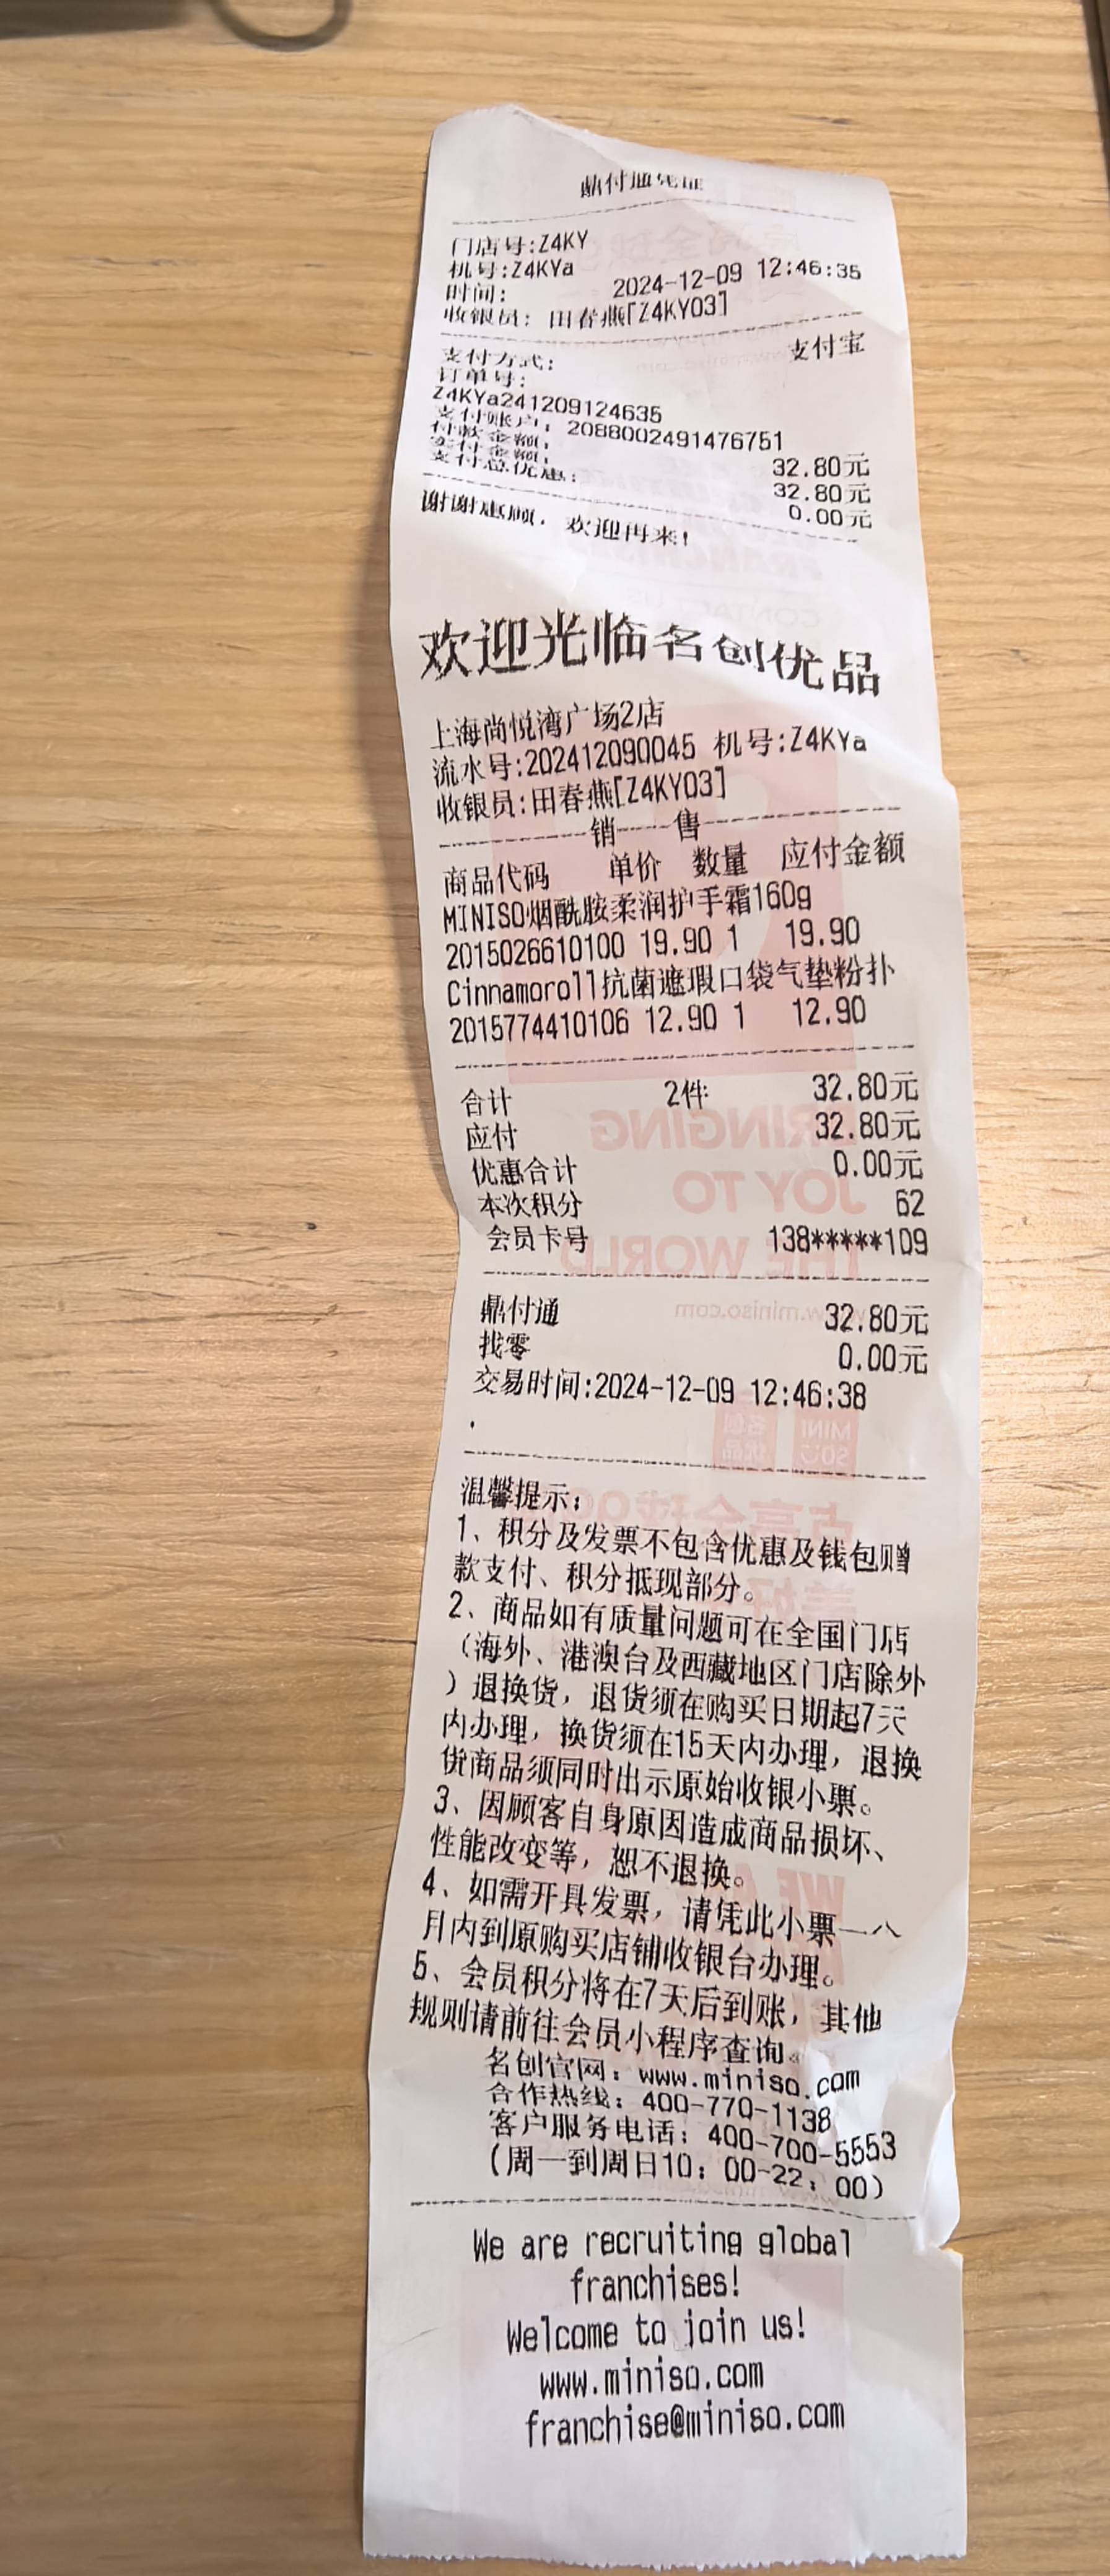 鼎付通凭证
门店号:Z4KY
机号:Z4KYa
时间: 2024-12-09 12:46:35
收银员: 田春燕[Z4KY03]
支付方式: 支付宝
订单号:
Z4KYa241209124635
支付账户: 2088002491476751
付款金额: 32.80元
实付金额: 32.80元
支付总优惠: 0.00元
谢谢惠顾，欢迎再来!
欢迎光临名创优品
上海尚悦湾广场2店
流水号:202412090045 机号:Z4KYa
收银员:田春燕[Z4KY03]
销 售
商品代码 单价 数量 应付金额
MINISO烟酰胺柔润护手霜160g
2015026610100 19.90 1 19.90
Cinnamoroll抗菌遮瑕口袋气垫粉扑
2015774410106 12.90 1 12.90
合计 2件: 32.80元
应付 32.80元
优惠合计 0.00元
本次积分 62
会员卡号 138*****109
鼎付通 32.80元
找零 0.00元
交易时间:2024-12-09 12:46:38
.
温馨提示:
1、积分及发票不包含优惠及钱包赠
款支付、积分抵现部分。
2、商品如有质量问题可在全国门店
（海外、港澳台及西藏地区门店除外
）退换货，退货须在购买日期起7天
内办理，换货须在15天内办理，退换
货商品须同时出示原始收银小票。
3、因顾客自身原因造成商品损坏、
性能改变等，恕不退换。
4、如需开具发票，请凭此小票一个
月内到原购买店铺收银台办理。
5、会员积分将在7天后到账，其他
规则请前往会员小程序查询。
名创官网: www.miniso.com
合作热线: 400-770-1138
客户服务电话: 400-700-5553
(周一到周日10: 00-22: 00)
We are recruiting global
franchises!
Welcome to join us!
www.miniso.com
franchise@miniso.com